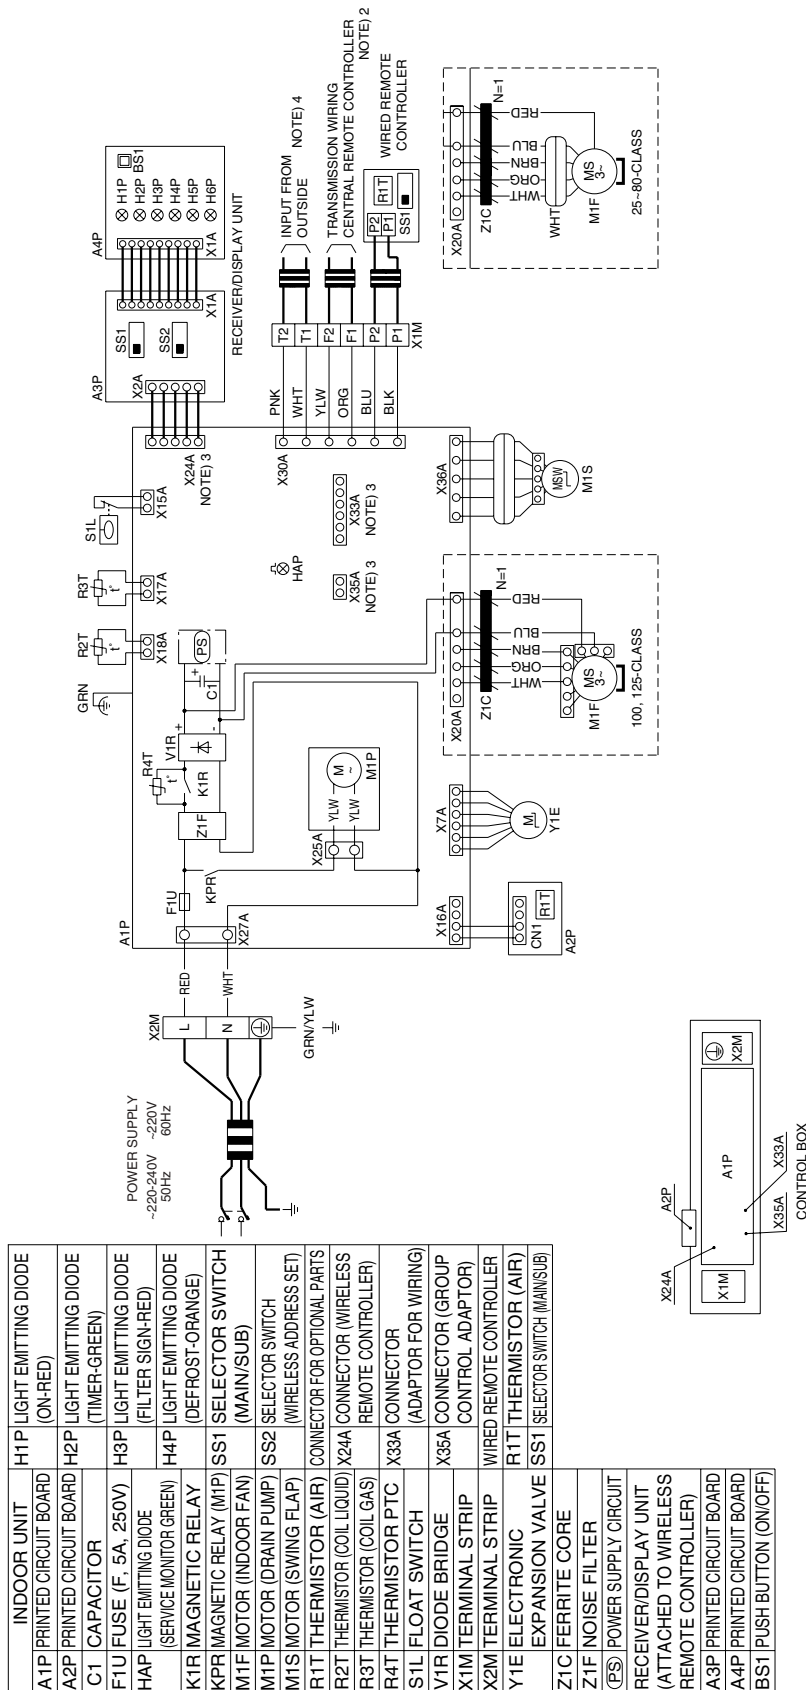 A4P
BS1
H1P
H2P
H3P
H4P
H5P
H6P
X1A
RECEIVER/DISPLAY UNIT
A3P
X1A
SS1
SS2
X2A
INPUT FROM
OUTSIDE
NOTE) 4
TRANSMISSION WIRING
CENTRAL REMOTE CONTROLLER
NOTE) 2
WIRED REMOTE
CONTROLLER
R1T
SS1
P2
P1
T2
T1
F2
F1
P2
P1
X1M
PNK
WHT
YLW
ORG
BLU
BLK
X20A
Z1C
N=1
RED
BLU
BRN
ORG
WHT
WHT
MS
3~
M1F
25~80-CLASS
X24A
NOTE) 3
X15A
S1L
X17A
R3T
t°
X18A
R2T
t°
GRN
X30A
X33A
NOTE) 3
X35A
NOTE) 3
HAP
X36A
MSW
M1S
PS
C1
+
V1R
+
-
R4T
t°
K1R
Z1F
F1U
KPR
X27A
A1P
M
~
M1P
YLW
YLW
X25A
X20A
Z1C
N=1
RED
BLU
BRN
ORG
WHT
MS
3~
M1F
100, 125-CLASS
X7A
M
Y1E
X16A
CN1
R1T
A2P
RED
WHT
X2M
L
N
GRN/YLW
POWER SUPPLY
~220-240V
50Hz
~220V
60Hz
X24A
A2P
X1M
A1P
X2M
X35A
X33A
CONTROL BOX
INDOOR UNIT
A1P PRINTED CIRCUIT BOARD
A2P PRINTED CIRCUIT BOARD
C1 CAPACITOR
F1U FUSE (F, 5A, 250V)
HAP LIGHT EMITTING DIODE
(SERVICE MONITOR GREEN)
K1R MAGNETIC RELAY
KPR MAGNETIC RELAY (M1P)
M1F MOTOR (INDOOR FAN)
M1P MOTOR (DRAIN PUMP)
M1S MOTOR (SWING FLAP)
R1T THERMISTOR (AIR)
R2T THERMISTOR (COIL LIQUID)
R3T THERMISTOR (COIL GAS)
R4T THERMISTOR PTC
S1L FLOAT SWITCH
V1R DIODE BRIDGE
X1M TERMINAL STRIP
X2M TERMINAL STRIP
Y1E ELECTRONIC
EXPANSION VALVE
Z1C FERRITE CORE
Z1F NOISE FILTER
PS POWER SUPPLY CIRCUIT
RECEIVER/DISPLAY UNIT
(ATTACHED TO WIRELESS
REMOTE CONTROLLER)
A3P PRINTED CIRCUIT BOARD
A4P PRINTED CIRCUIT BOARD
BS1 PUSH BUTTON (ON/OFF)
H1P LIGHT EMITTING DIODE
(ON-RED)
H2P LIGHT EMITTING DIODE
(TIMER-GREEN)
H3P LIGHT EMITTING DIODE
(FILTER SIGN-RED)
H4P LIGHT EMITTING DIODE
(DEFROST-ORANGE)
SS1 SELECTOR SWITCH
(MAIN/SUB)
SS2 SELECTOR SWITCH
(WIRELESS ADDRESS SET)
CONNECTOR FOR OPTIONAL PARTS
X24A CONNECTOR (WIRELESS
REMOTE CONTROLLER)
X33A CONNECTOR
(ADAPTOR FOR WIRING)
X35A CONNECTOR (GROUP
CONTROL ADAPTOR)
WIRED REMOTE CONTROLLER
R1T THERMISTOR (AIR)
SS1 SELECTOR SWITCH (MAIN/SUB)